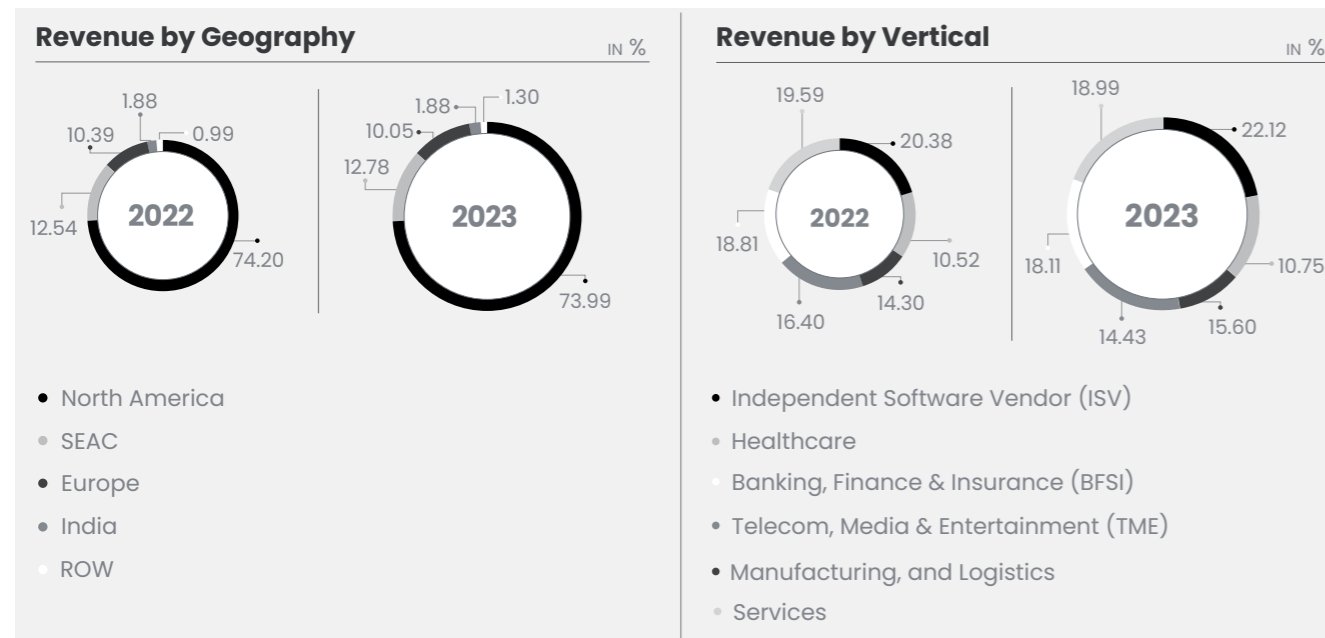 Revenue by Geography
IN %
1.88
10.39
0.99
12.54
2022
74.20
1.88
1.30
10.05
12.78
2023
73.99
North America
SEAC
Europe
India
ROW
Revenue by Vertical
IN %
19.59
20.38
2022
18.81
10.52
14.30
16.40
18.99
22.12
2023
18.11
10.75
15.60
14.43
Independent Software Vendor (ISV)
Healthcare
Banking, Finance & Insurance (BFSI)
Telecom, Media & Entertainment (TME)
Manufacturing, and Logistics
Services